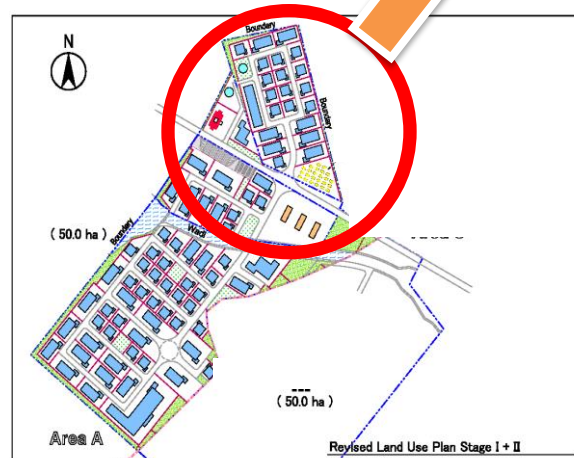 N
Boundary
Boundary
( 50.0 ha )
Boundary
Wadi
( 50.0 ha )
Area A
Revised Land Use Plan Stage I + II